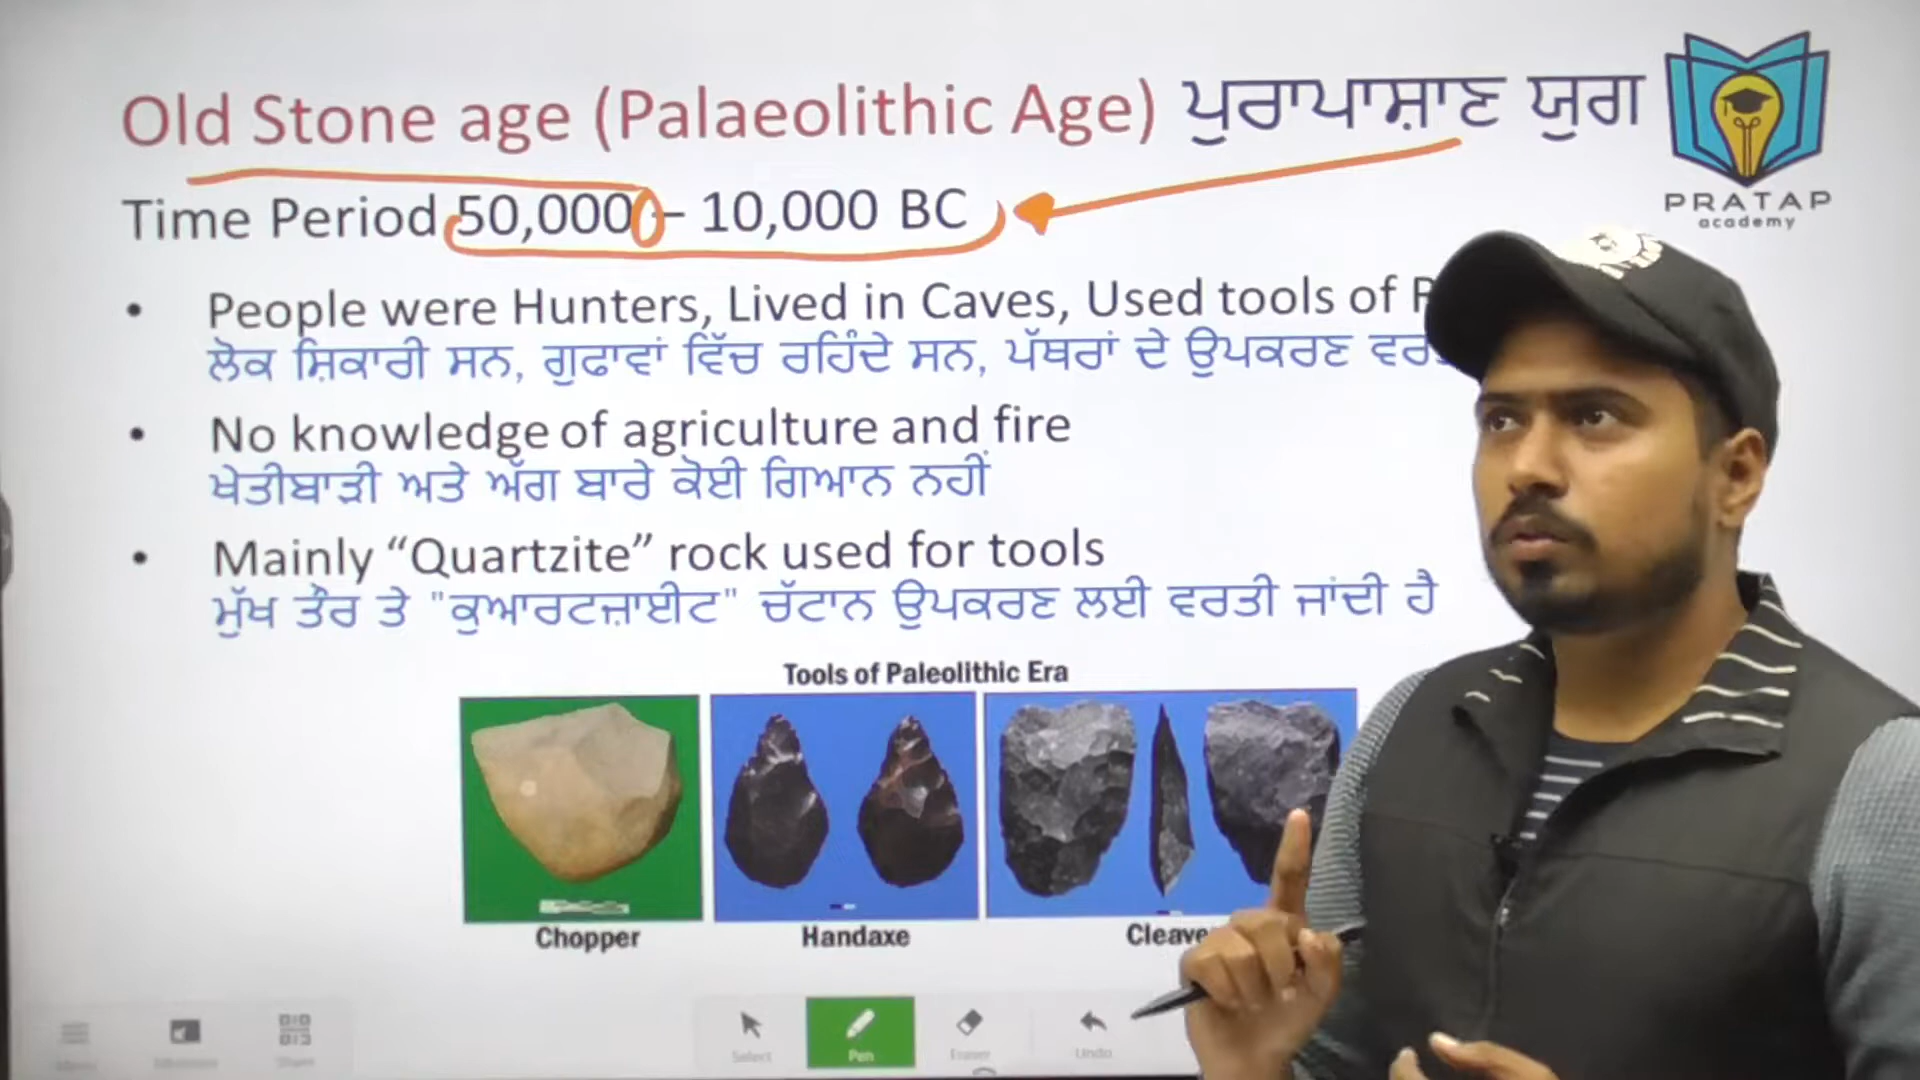 Old Stone age (Palaeolithic Age) ਪੁਰਾਪਾਸ਼ਾਣ ਯੁਗ
PRATAP
academy
Time Period 50,000 – 10,000 BC
• People were Hunters, Lived in Caves, Used tools of
ਲੋਕ ਸ਼ਿਕਾਰੀ ਸਨ, ਗੁਫਾਵਾਂ ਵਿੱਚ ਰਹਿੰਦੇ ਸਨ, ਪੱਥਰਾਂ ਦੇ ਉਪਕਰਣ
• No knowledge of agriculture and fire
ਖੇਤੀਬਾੜੀ ਅਤੇ ਅੱਗ ਬਾਰੇ ਕੋਈ ਗਿਆਨ ਨਹੀਂ
• Mainly “Quartzite” rock used for tools
ਮੁੱਖ ਤੌਰ ਤੇ "ਕੁਆਰਟਜ਼ਾਈਟ" ਚੱਟਾਨ ਉਪਕਰਣ ਲਈ ਵਰਤੀ ਜਾਂਦੀ ਹੈ
Tools of Paleolithic Era
Chopper
Handaxe
Select
Pen
Eraser
Undo